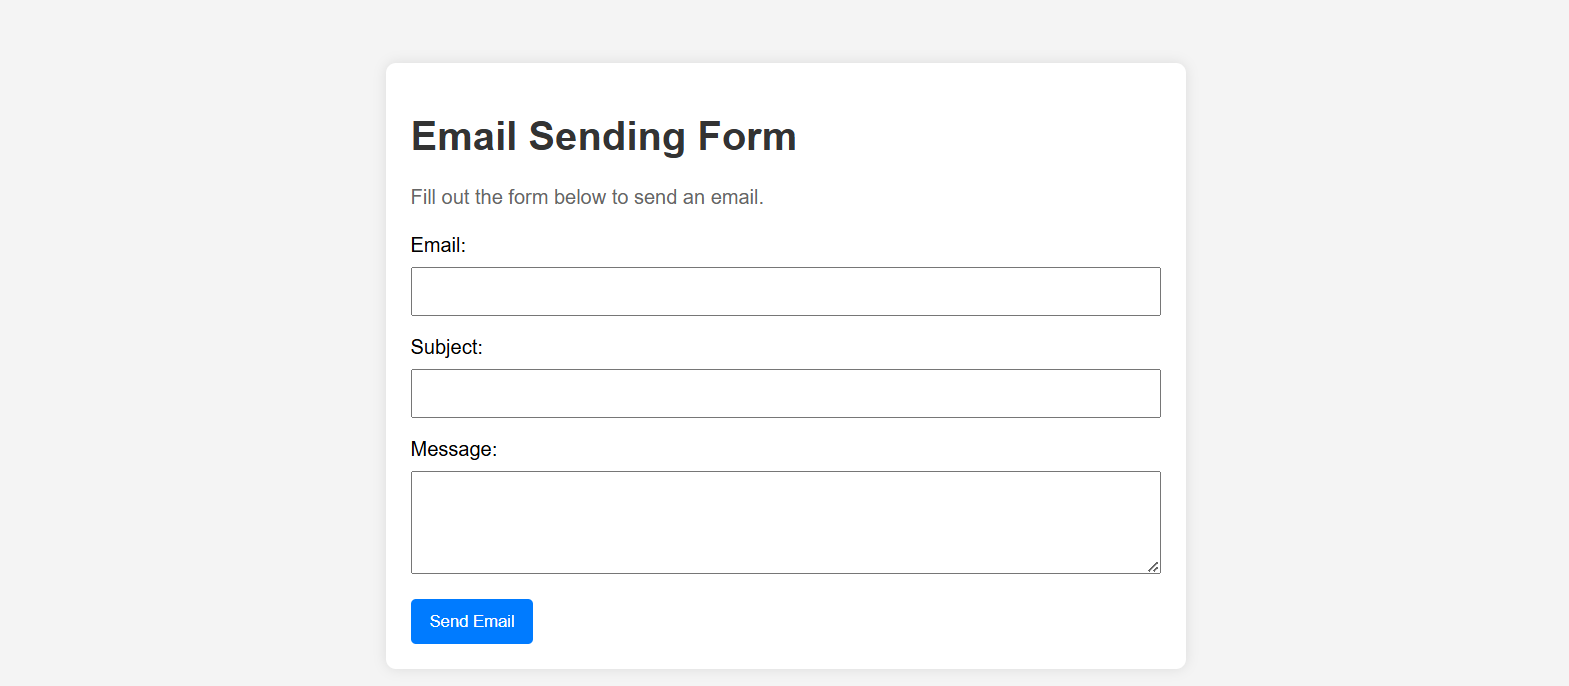 Email Sending Form
Fill out the form below to send an email.
Email:
Subject:
Message:
Send Email